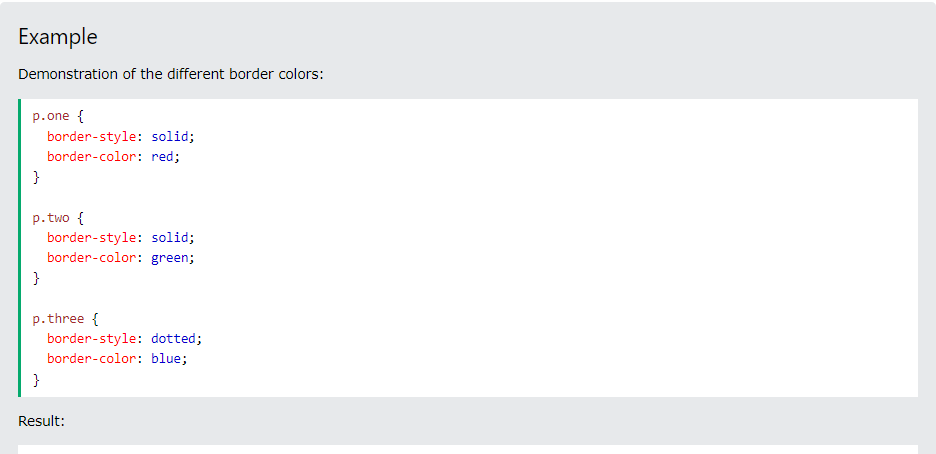 Example
Demonstration of the different border colors:
p.one {
  border-style: solid;
  border-color: red;
}
p.two {
  border-style: solid;
  border-color: green;
}
p.three {
  border-style: dotted;
  border-color: blue;
}
Result: